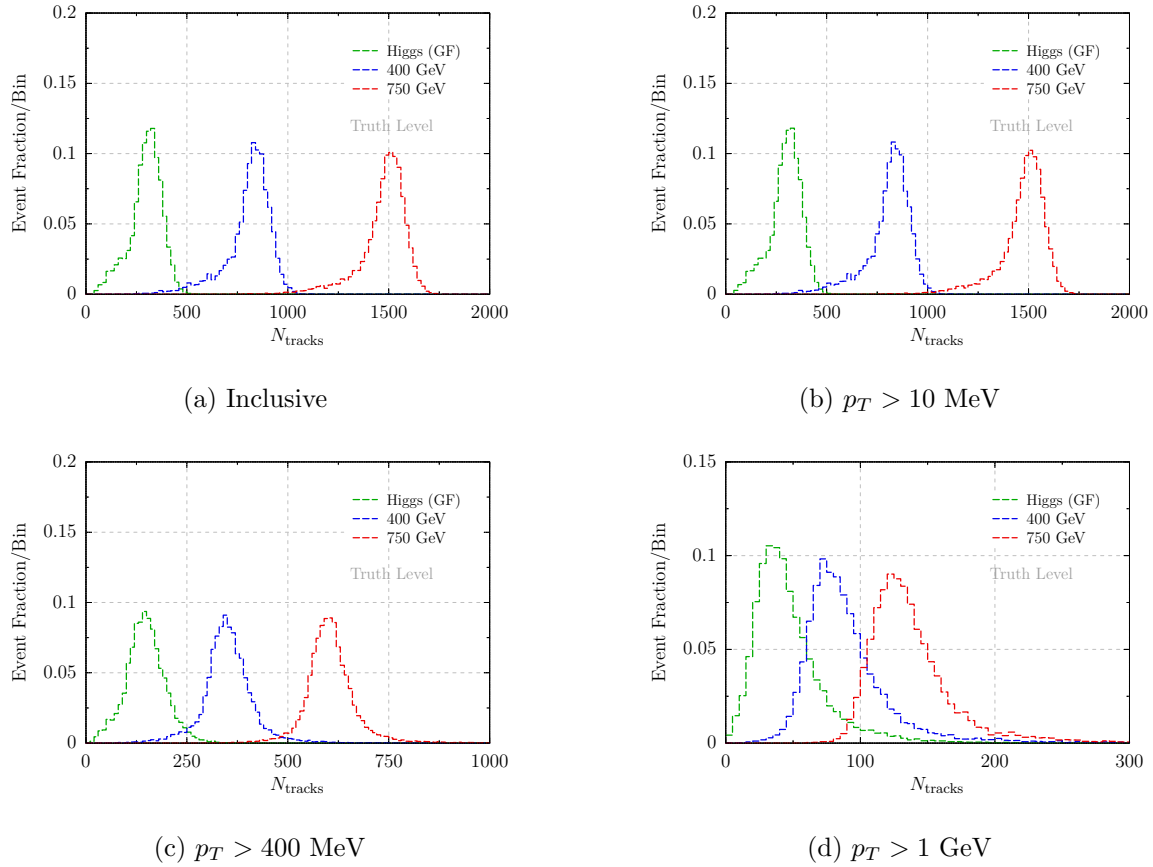 0.2
0.15
0.1
0.05
0
Event Fraction/Bin
Higgs (GF)
400 GeV
750 GeV
Truth Level
0 500 1000 1500 2000
N_tracks
(a) Inclusive
0.2
0.15
0.1
0.05
0
Event Fraction/Bin
Higgs (GF)
400 GeV
750 GeV
Truth Level
0 500 1000 1500 2000
N_tracks
(b) p_T > 10 MeV
0.2
0.15
0.1
0.05
0
Event Fraction/Bin
Higgs (GF)
400 GeV
750 GeV
Truth Level
0 250 500 750 1000
N_tracks
(c) p_T > 400 MeV
0.15
0.1
0.05
0
Event Fraction/Bin
Higgs (GF)
400 GeV
750 GeV
Truth Level
0 100 200 300
N_tracks
(d) p_T > 1 GeV